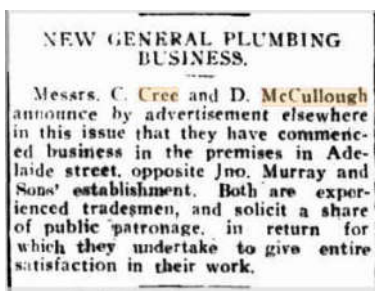 NEW GENERAL PLUMBING
BUSINESS.
Messrs. C. Cree and D. McCullough
announce by advertisement elsewhere
in this issue that they have commenc-
ed business in the premises in Ade-
laide street, opposite Jno. Murray and
Sons' establishment. Both are exper-
ienced tradesmen, and solicit a share
of public patronage, in return for
which they undertake to give entire
satisfaction in their work.